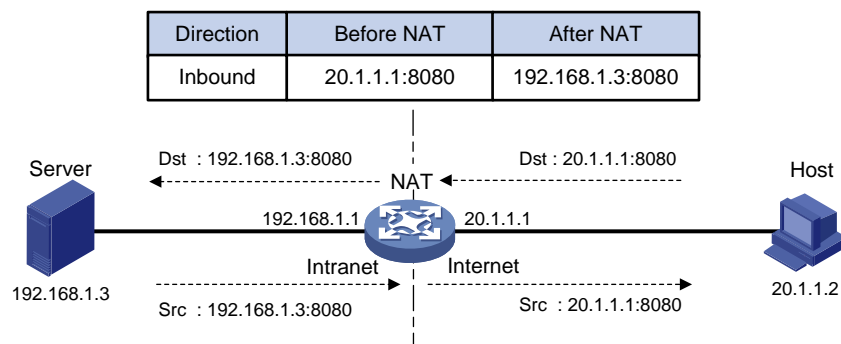 Direction Before NAT After NAT
Inbound 20.1.1.1:8080 192.168.1.3:8080
Dst : 192.168.1.3:8080 Dst : 20.1.1.1:8080
Server NAT Host
192.168.1.1 20.1.1.1
Intranet Internet
192.168.1.3 20.1.1.2
Src : 192.168.1.3:8080 Src : 20.1.1.1:8080